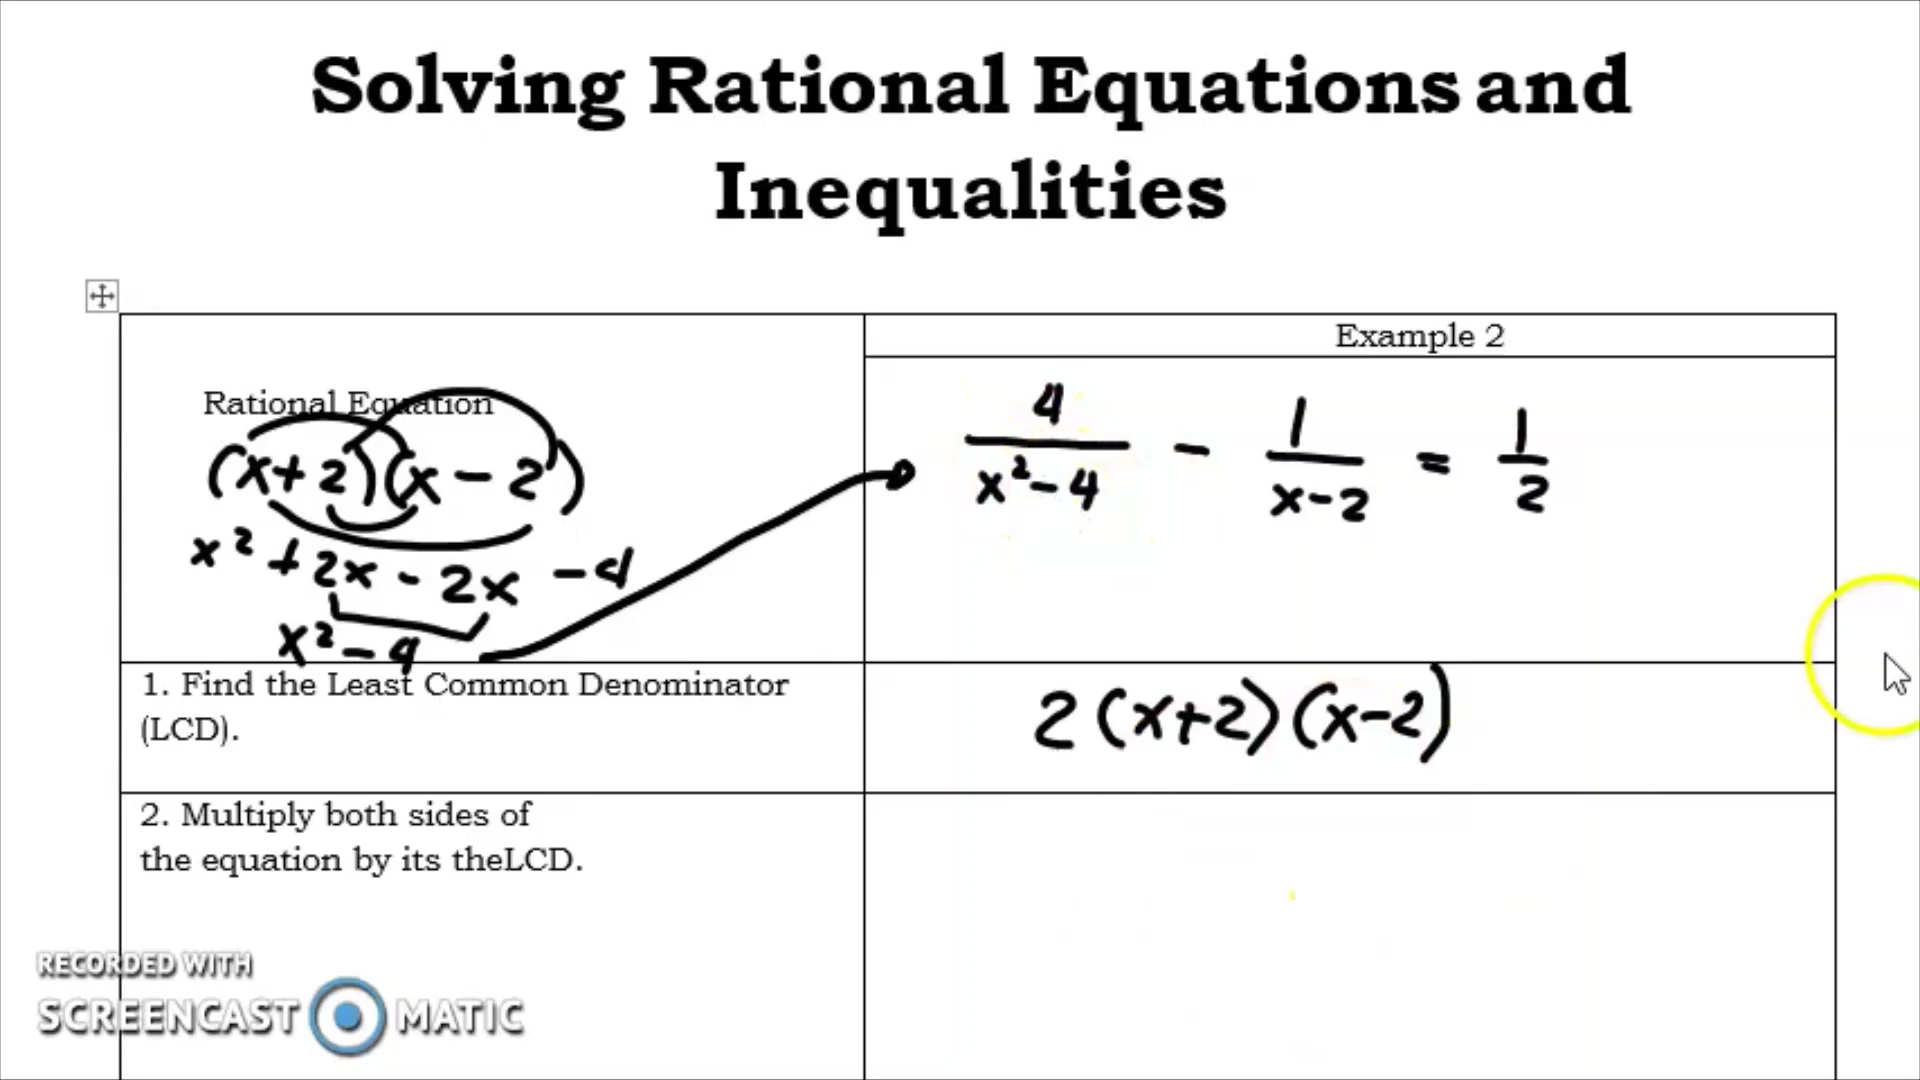 Solving Rational Equations and
Inequalities
Example 2
Rational Equation
(x+2)(x-2)
x² + 2x - 2x - 4
x² - 4
4/(x²-4) - 1/(x-2) = 1/2
1. Find the Least Common Denominator
(LCD).
2(x+2)(x-2)
2. Multiply both sides of
the equation by its theLCD.
RECORDED WITH
SCREENCAST MATIC